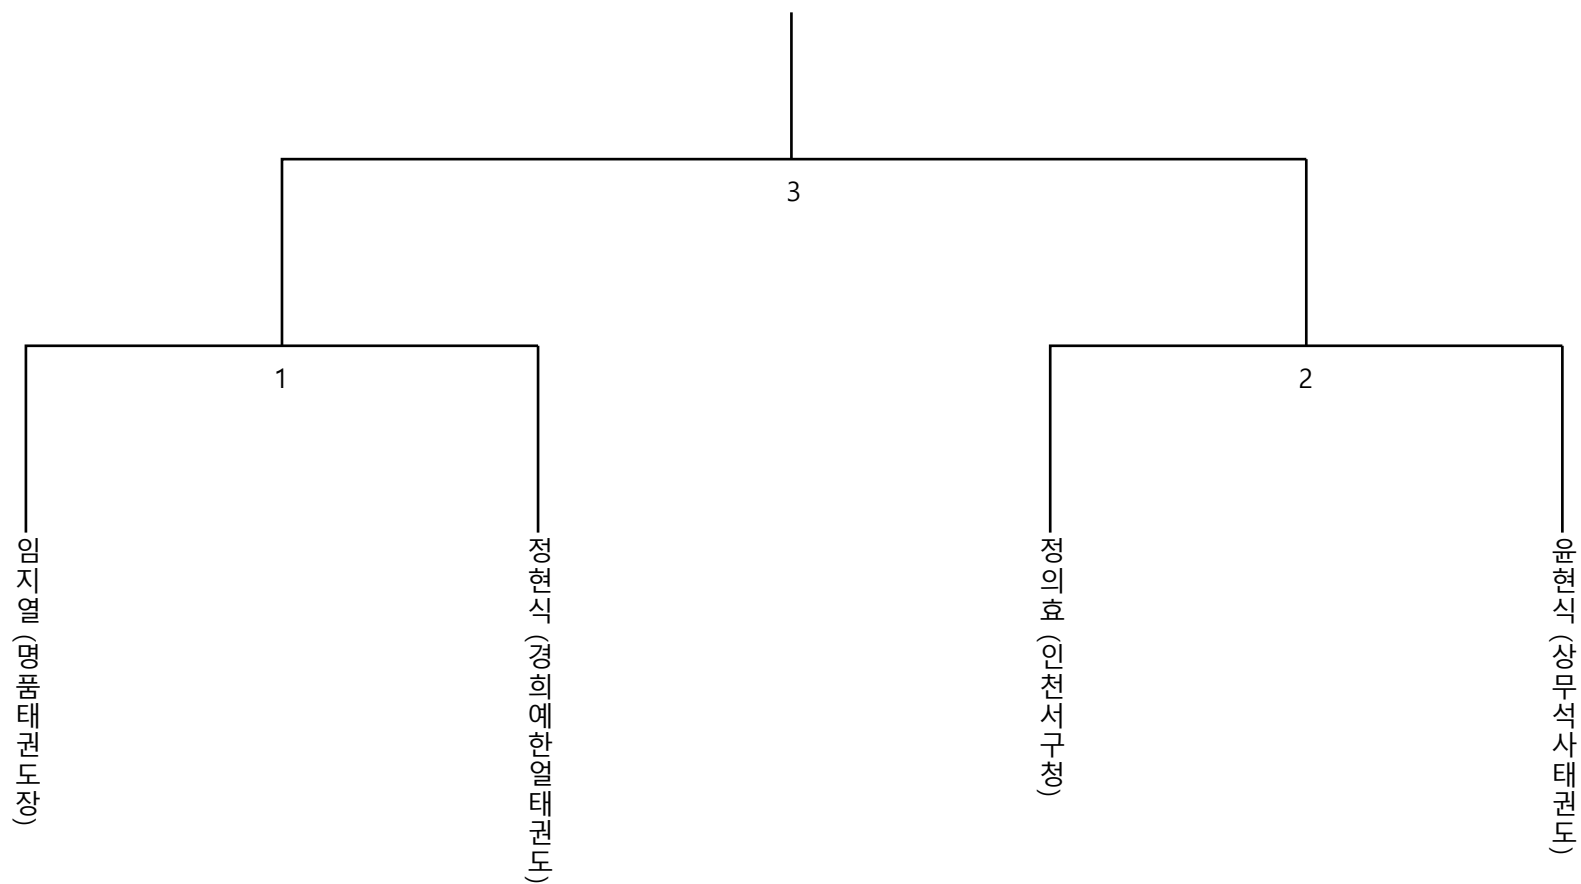 3
1
2
임지열 (명품태권도장)
정현식 (경희예한얼태권도)
정의효 (인천서구청)
윤현식 (상무석사태권도)